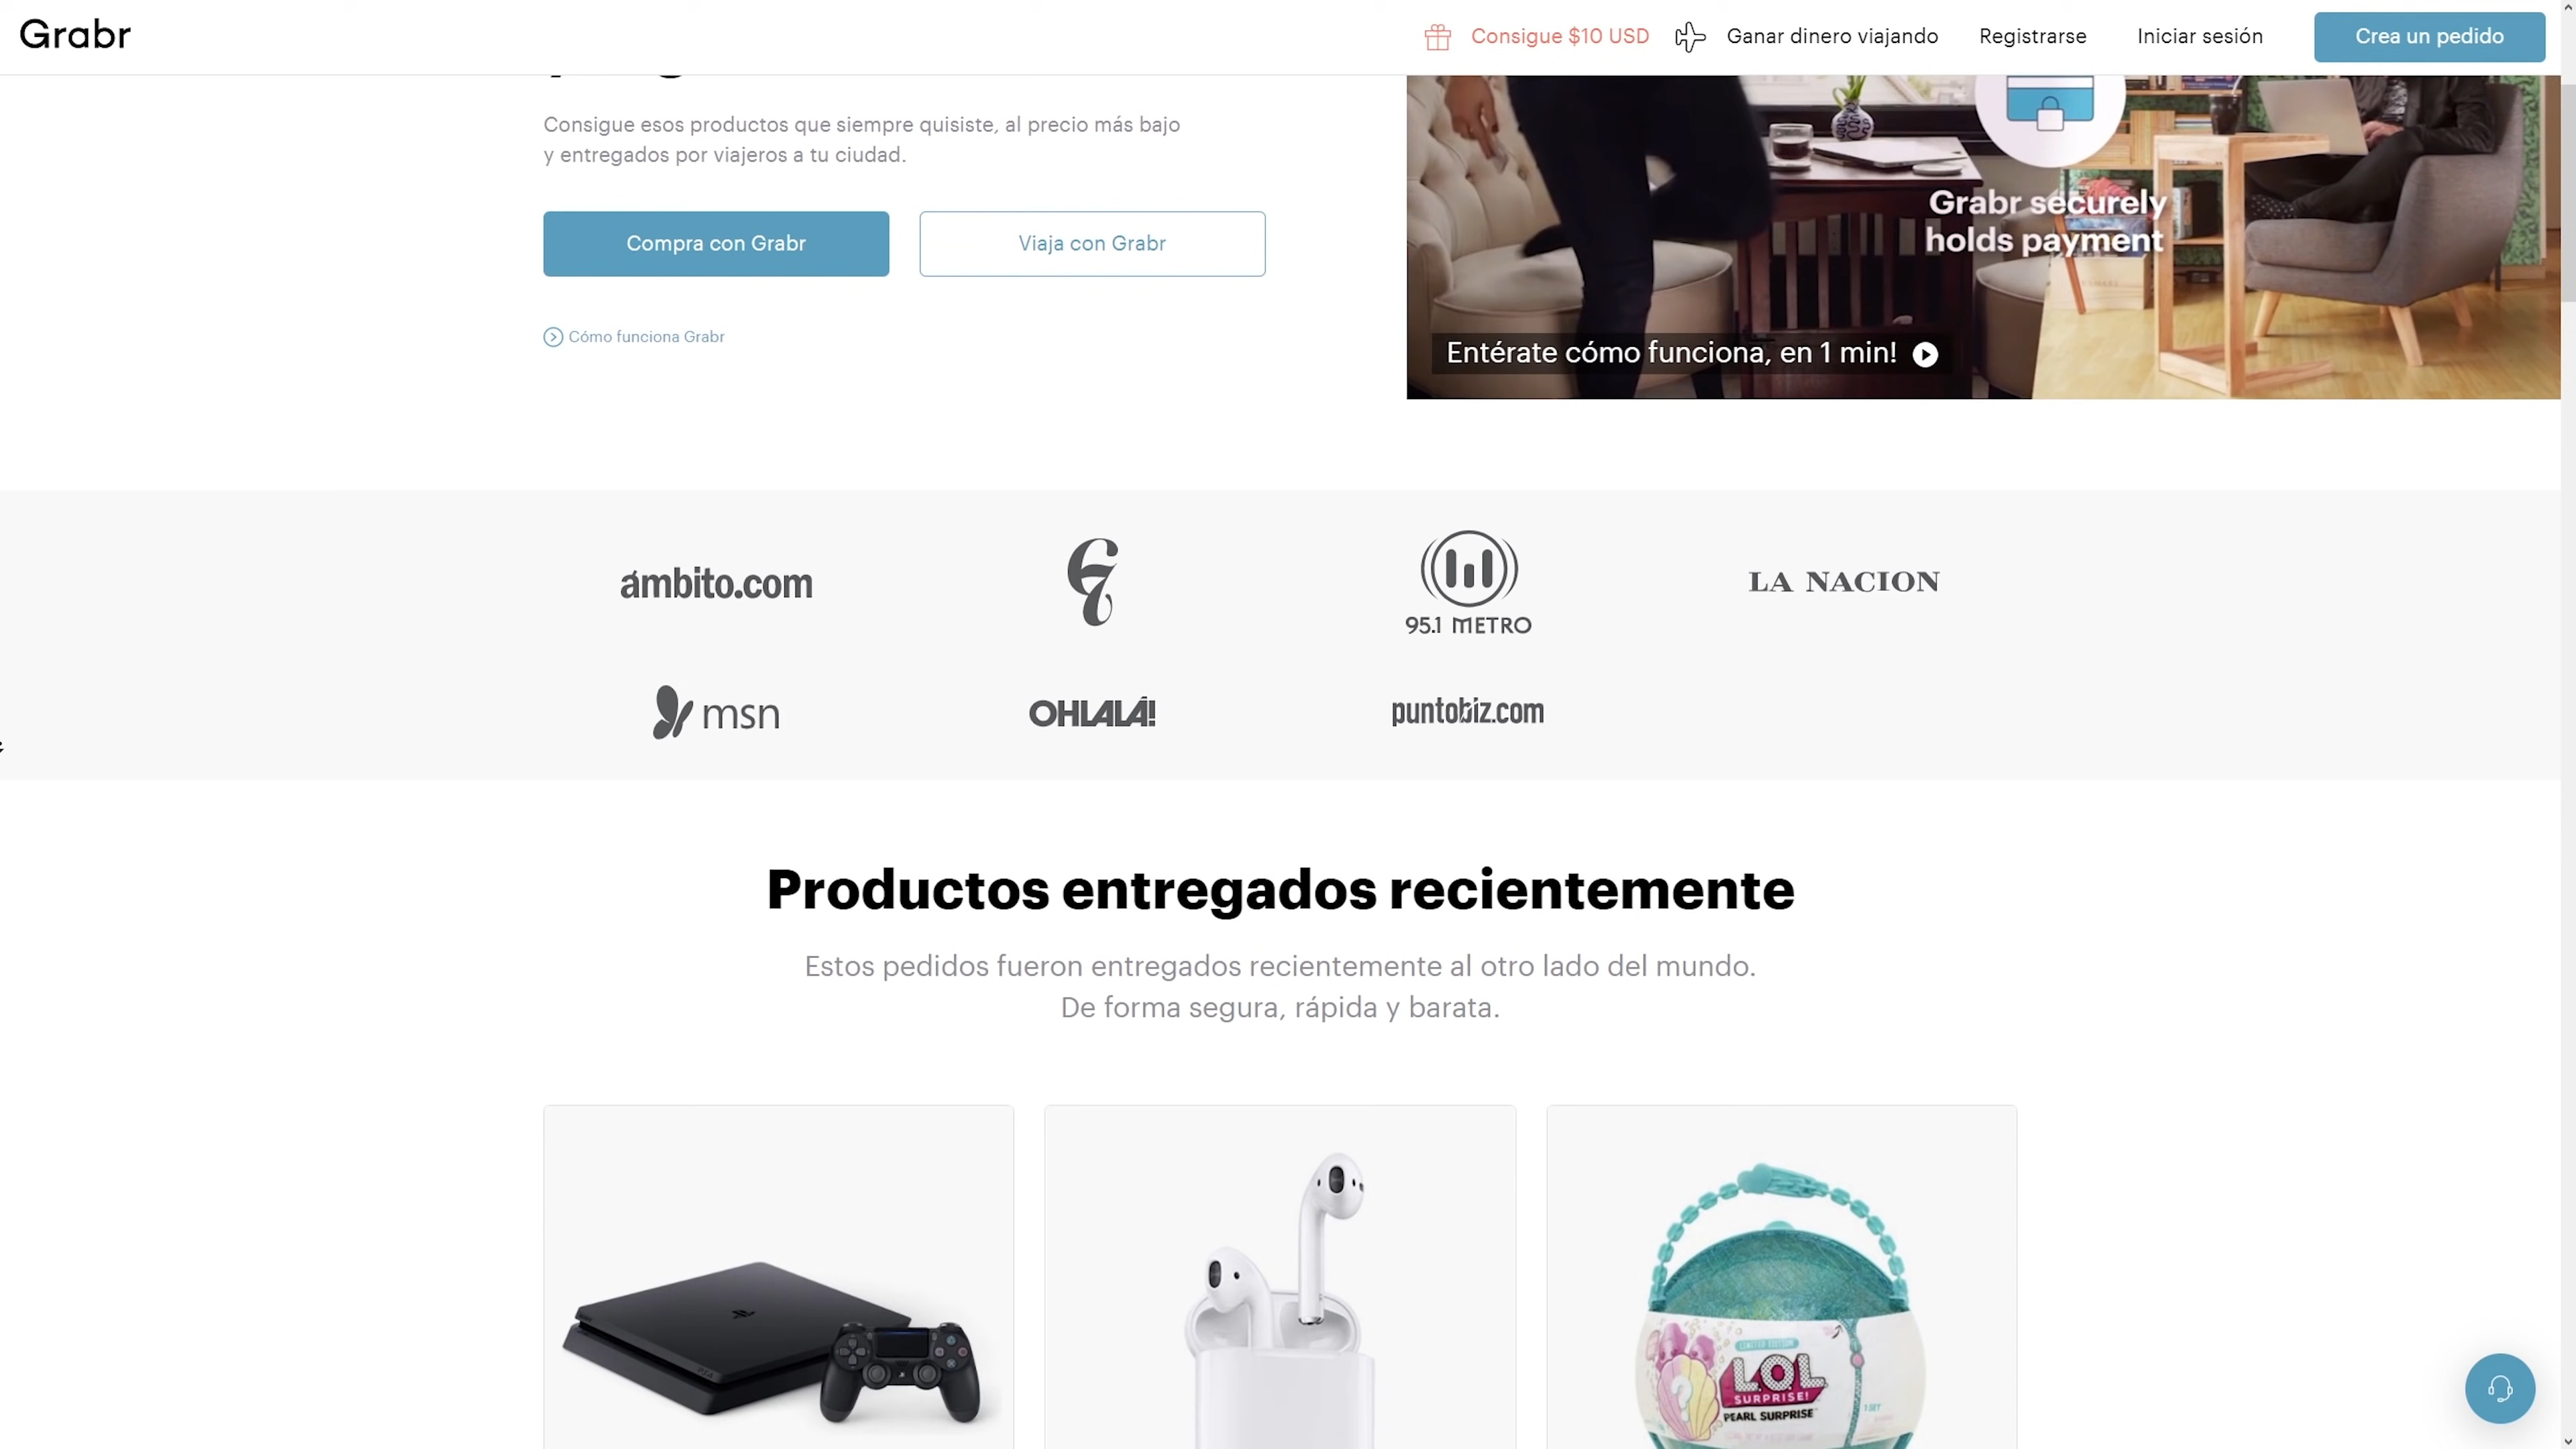 Grabr
Consigue $10 USD
Ganar dinero viajando
Registrarse
Iniciar sesión
Crea un pedido
Consigue esos productos que siempre quisiste, al precio más bajo
y entregados por viajeros a tu ciudad.
Compra con Grabr
Viaja con Grabr
Cómo funciona Grabr
Grabr securely
holds payment
Entérate cómo funciona, en 1 min!
ámbito.com
95.1 METRO
LA NACION
msn
OHLALÁ!
puntobiz.com
Productos entregados recientemente
Estos pedidos fueron entregados recientemente al otro lado del mundo.
De forma segura, rápida y barata.
LIMITED EDITION
L.O.L
SURPRISE!
PEARL SURPRISE